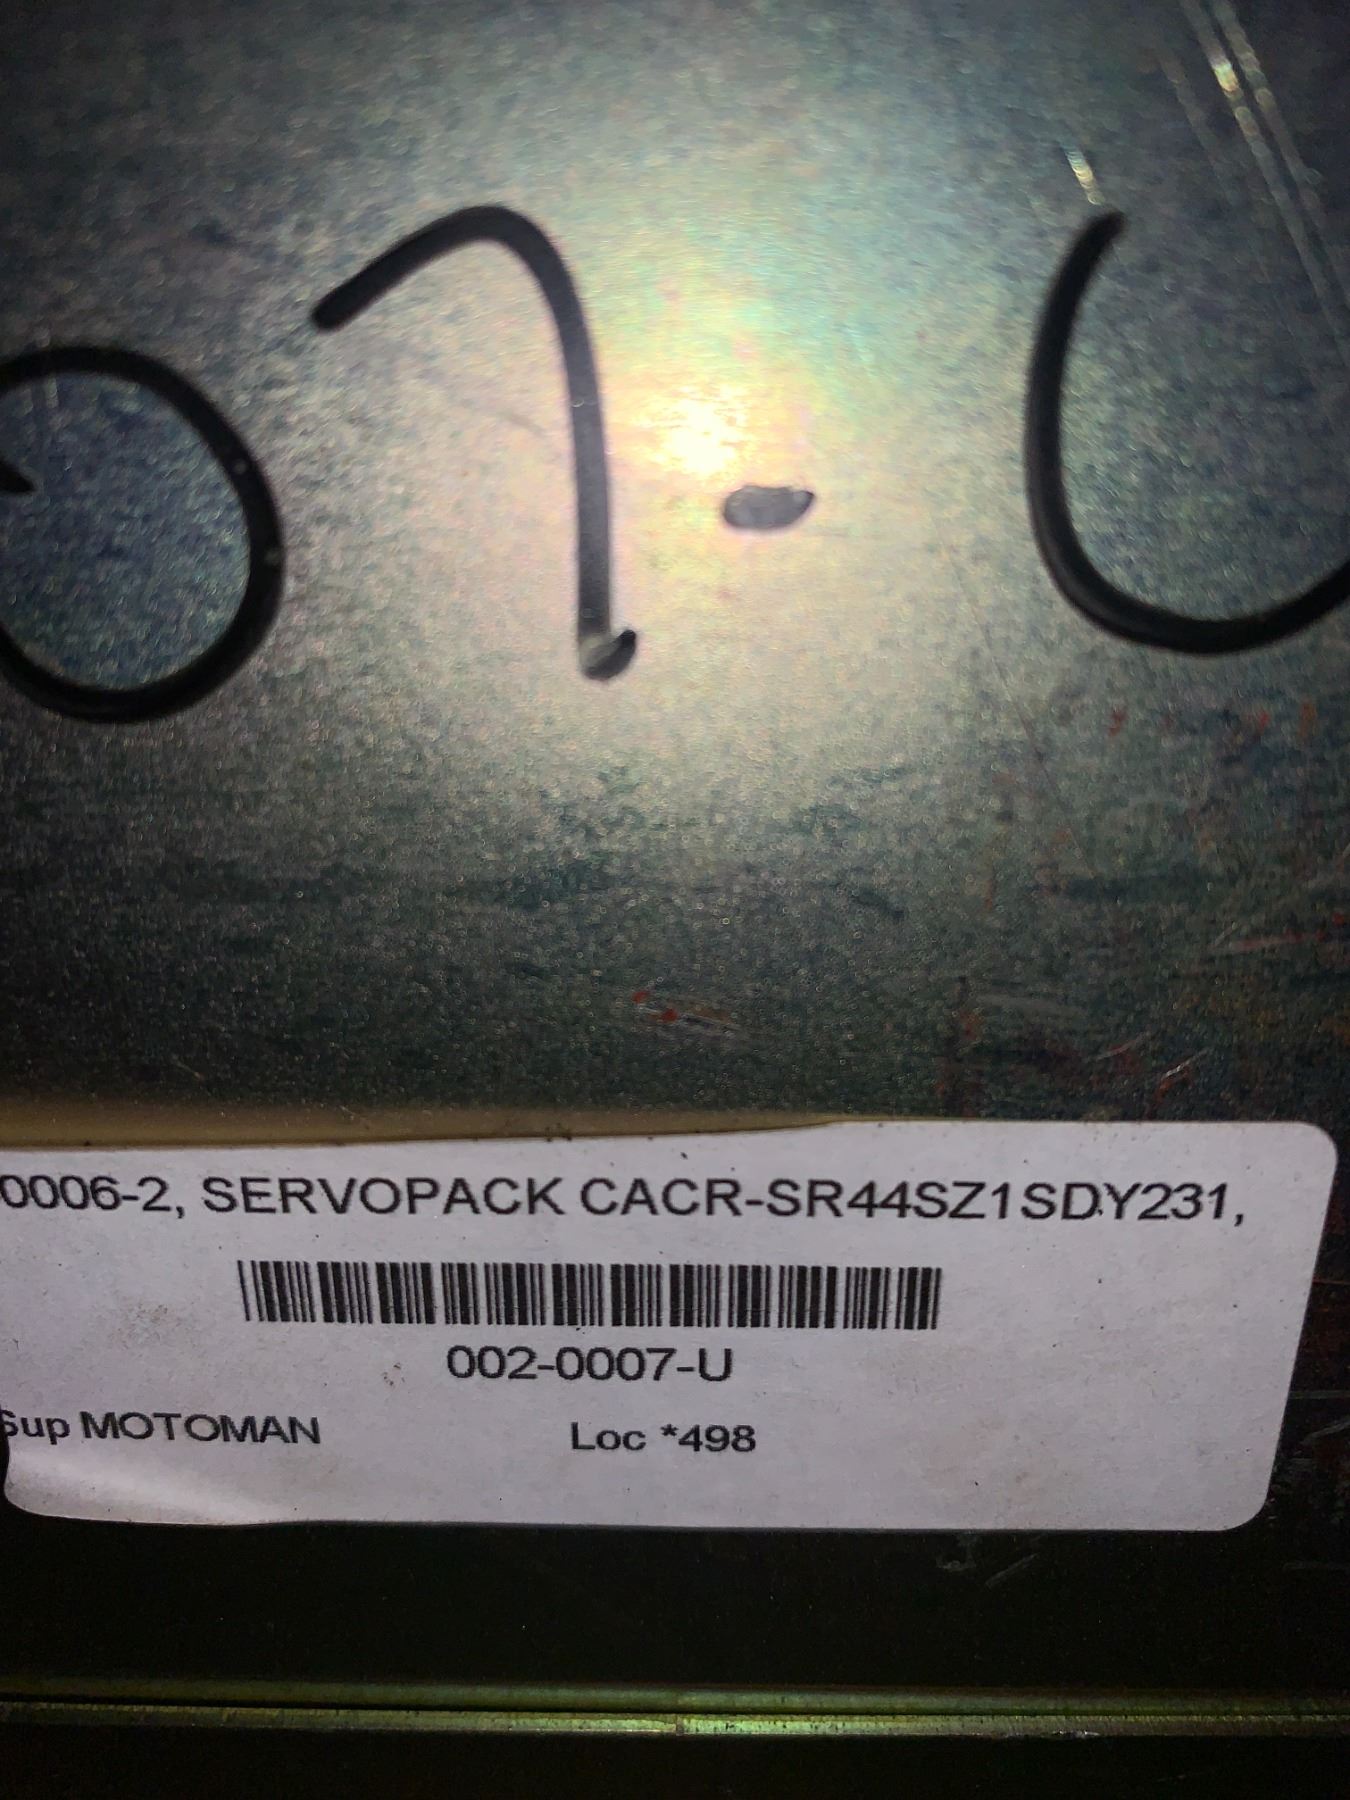 07-U
0006-2, SERVOPACK CACR-SR44SZ1SDY231,
002-0007-U
Sup MOTOMAN Loc *498